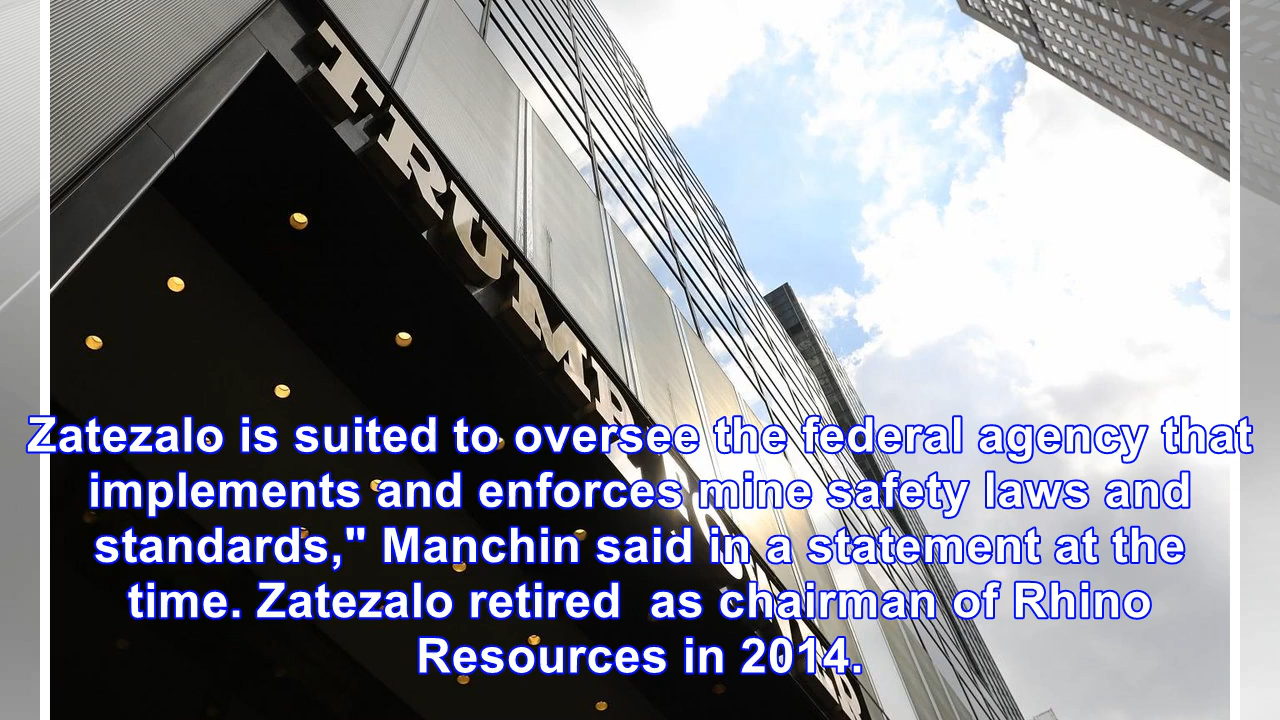 TRUMP
Zatezalo is suited to oversee the federal agency that
implements and enforces mine safety laws and
standards," Manchin said in a statement at the
time. Zatezalo retired  as chairman of Rhino
Resources in 2014.